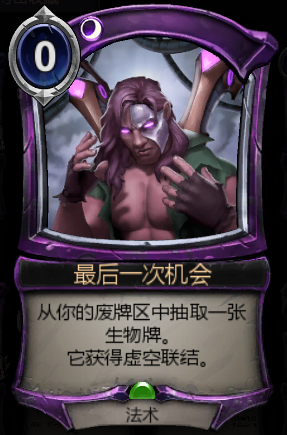 0
最后一次机会
从你的废牌区中抽取一张
生物牌。
它获得虚空联结。
法术